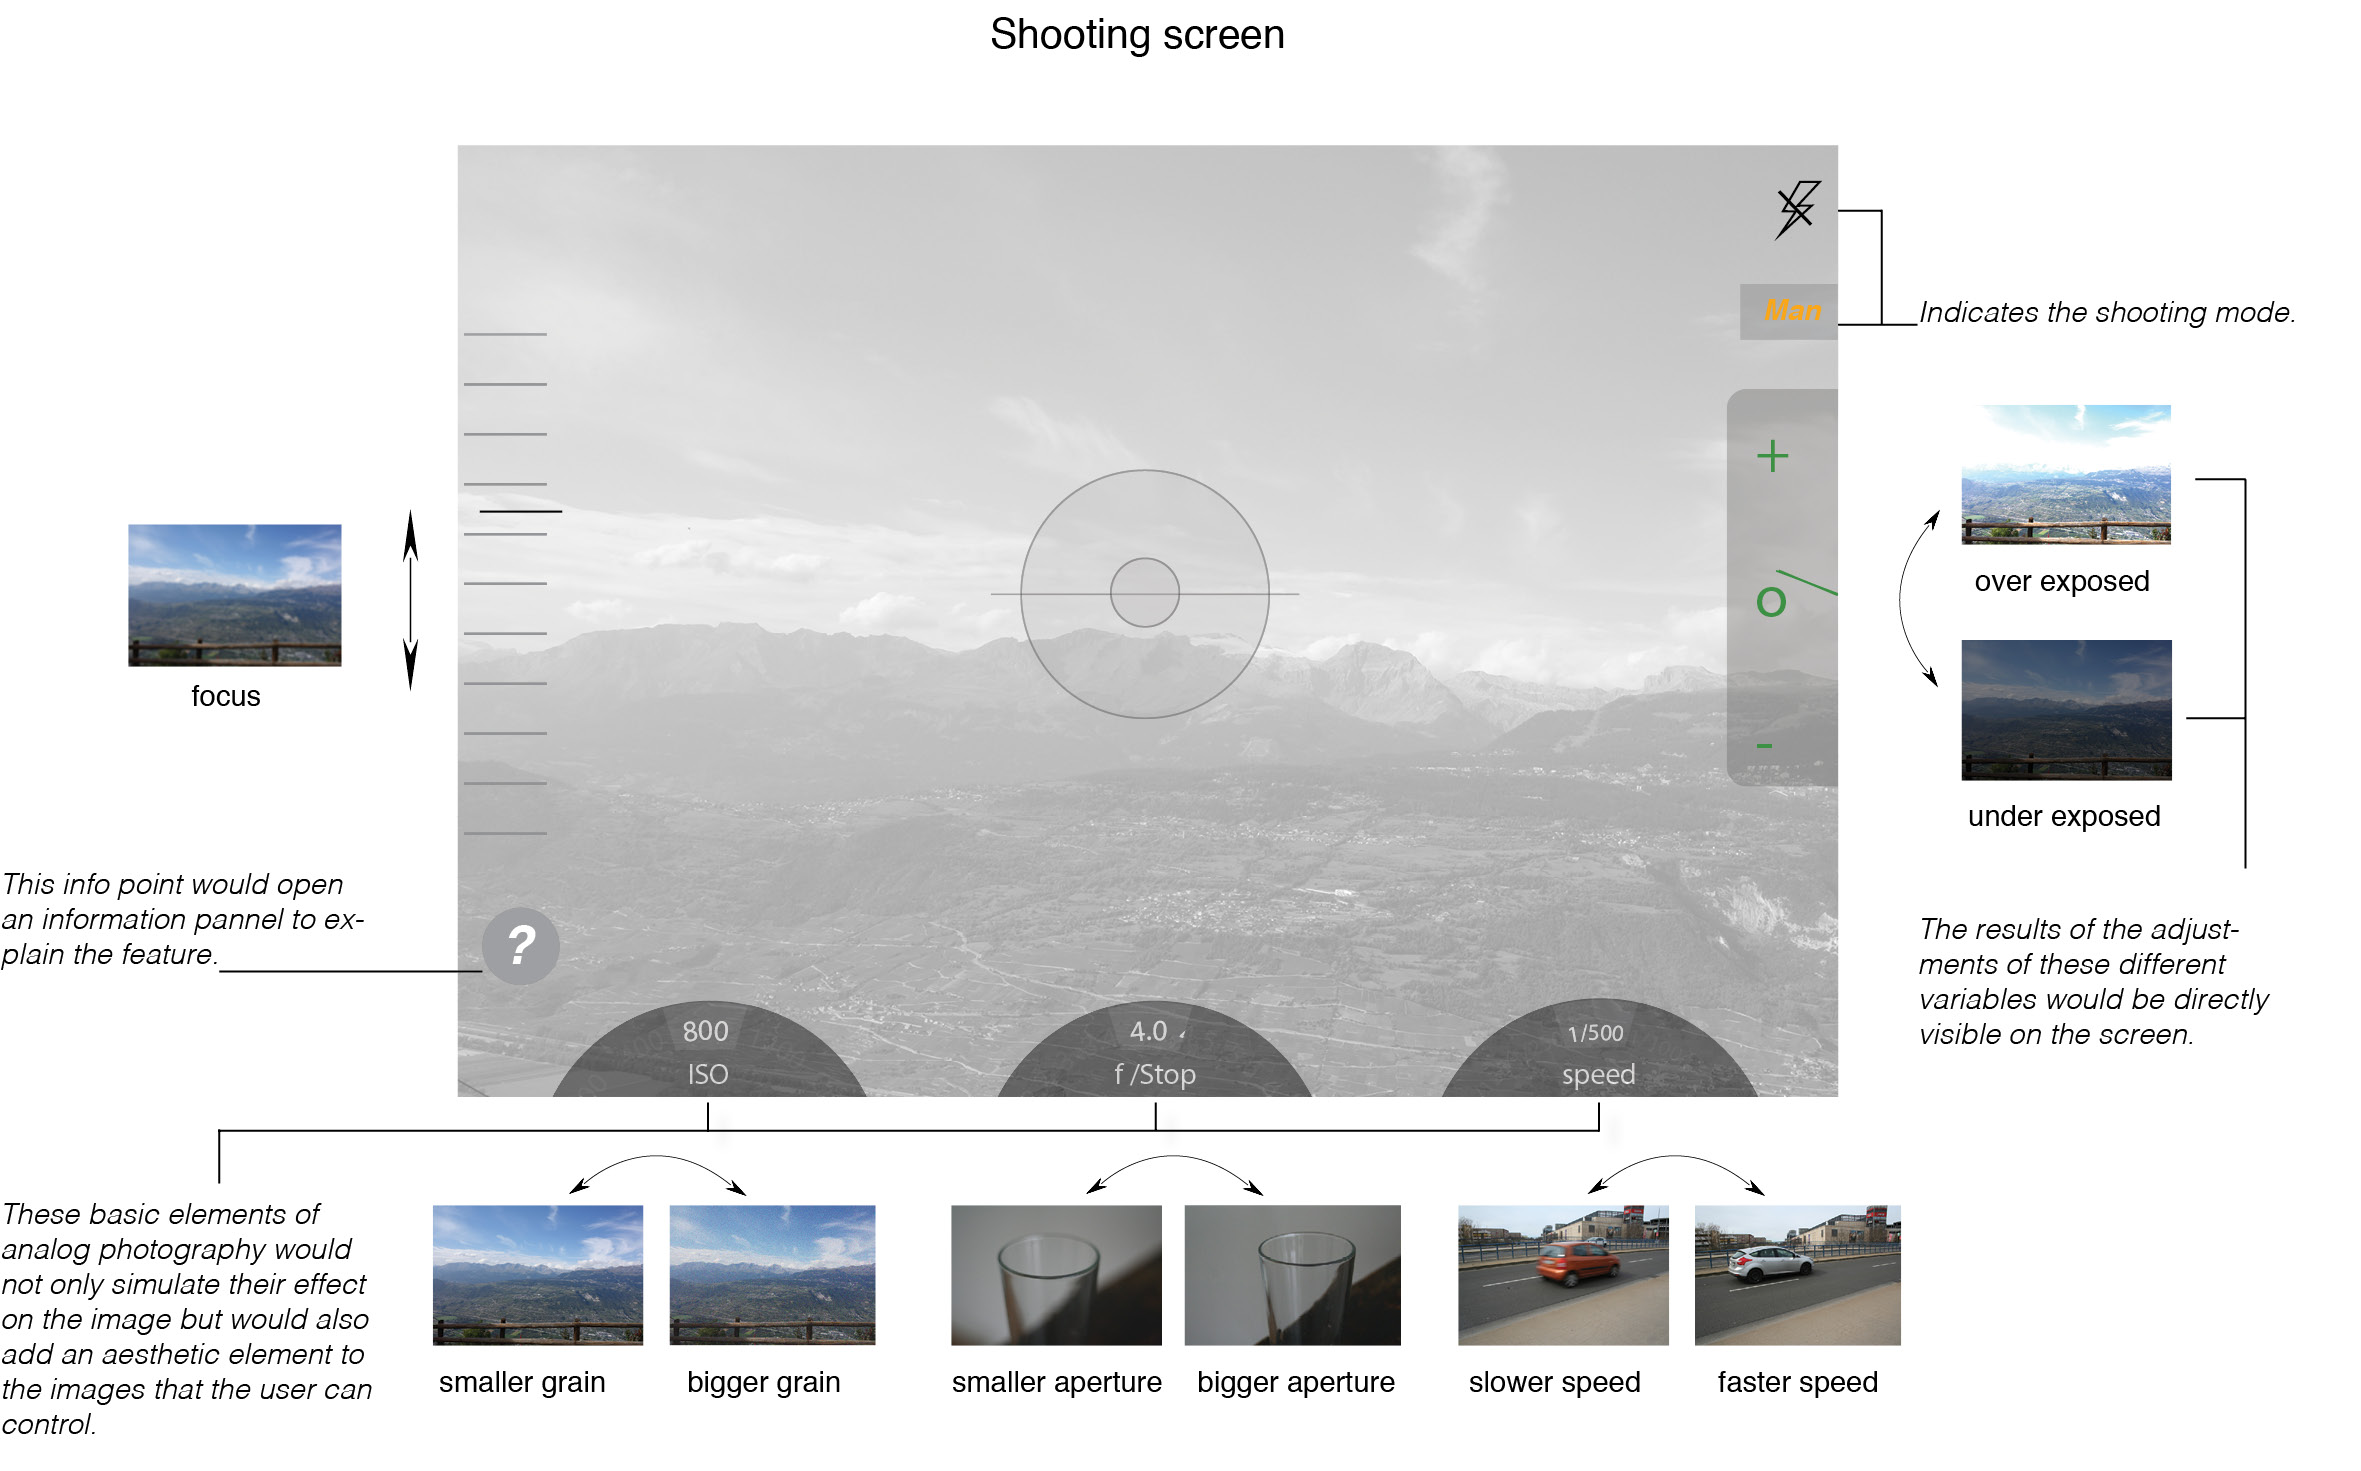 Shooting screen
Man
Indicates the shooting mode.
+
over exposed
o
focus
-
under exposed
This info point would open
an information pannel to ex-
plain the feature.
?
The results of the adjust-
ments of these different
variables would be directly
visible on the screen.
800
ISO
4.0
f /Stop
1/500
speed
These basic elements of
analog photography would
not only simulate their effect
on the image but would also
add an aesthetic element to
the images that the user can
control.
smaller grain
bigger grain
smaller aperture
bigger aperture
slower speed
faster speed